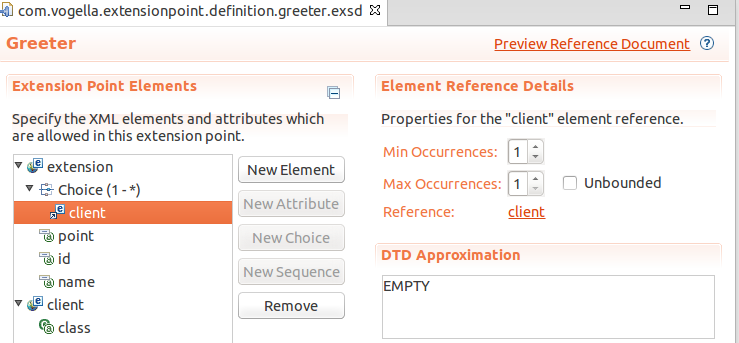 com.vogella.extensionpoint.definition.greeter.exsd
Greeter
Preview Reference Document
Extension Point Elements
Specify the XML elements and attributes which
are allowed in this extension point.
extension
Choice (1 - *)
client
point
id
name
client
class
New Element
New Attribute
New Choice
New Sequence
Remove
Element Reference Details
Properties for the "client" element reference.
Min Occurrences: 1
Max Occurrences: 1 Unbounded
Reference: client
DTD Approximation
EMPTY